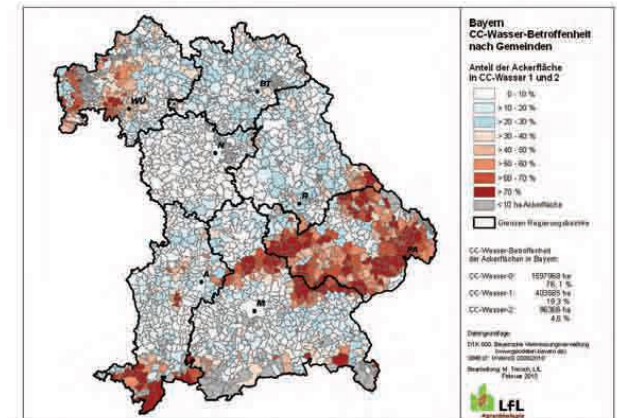 Bayern
CC-Wasser-Betroffenheit
nach Gemeinden
Anteil der Ackerfläche
in CC-Wasser 1 und 2
0 - 10 %
> 10 - 20 %
> 20 - 30 %
> 30 - 40 %
> 40 - 50 %
> 50 - 60 %
> 60 - 70 %
> 70 %
< 10 ha Ackerfläche
Grenzen Regierungsbezirke
CC-Wasser-Betroffenheit
der Ackerflächen in Bayern:
CC-Wasser-0:
76,1 %
CC-Wasser-1:
19,3 %
CC-Wasser-2:
4,6 %
Datengrundlage:
Februar 2010
LfL
WÜ
BT
N
R
PA
A
M